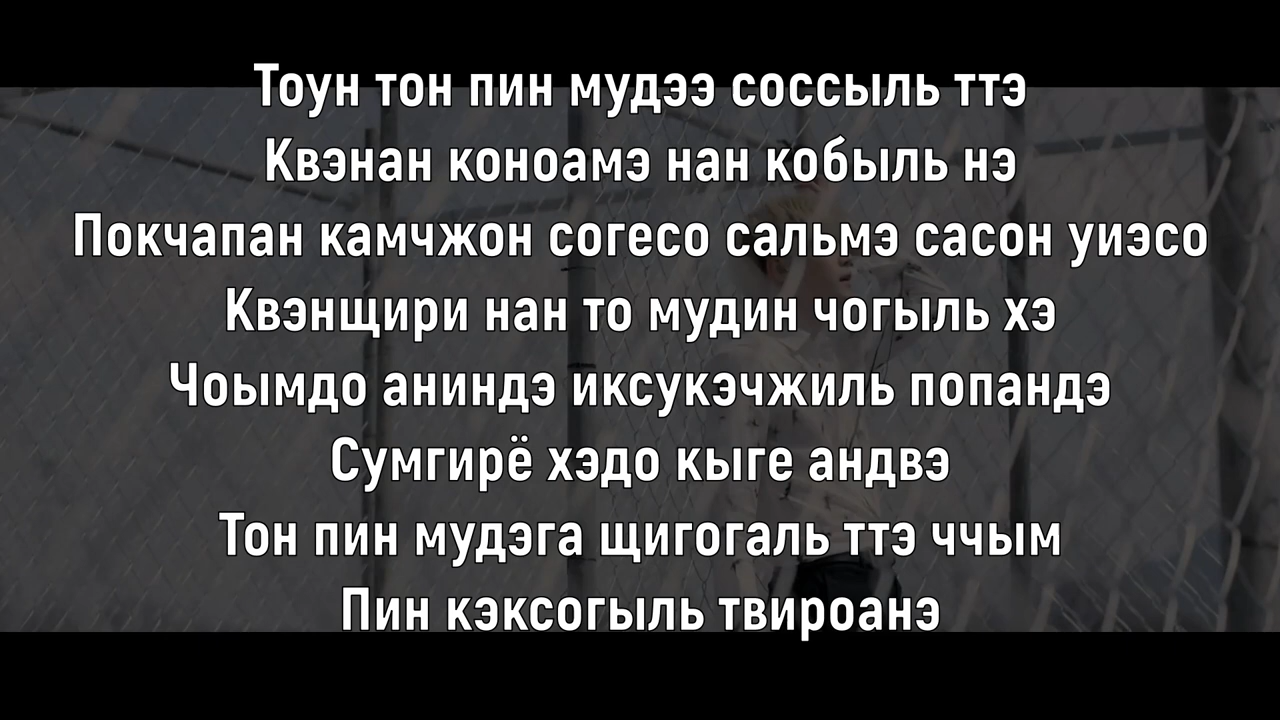 Тоун тон пин мудээ соссыль ттэ
Квэнан коноамэ нан кобыль нэ
Покчапан камчжон согесо сальмэ сасон уиэсо
Квэнщири нан то мудин чогыль хэ
Чоымдо аниндэ иксукэчжиль попандэ
Сумгирё хэдо кыге андвэ
Тон пин мудэга щигогаль ттэ ччым
Пин кэксогыль твироанэ